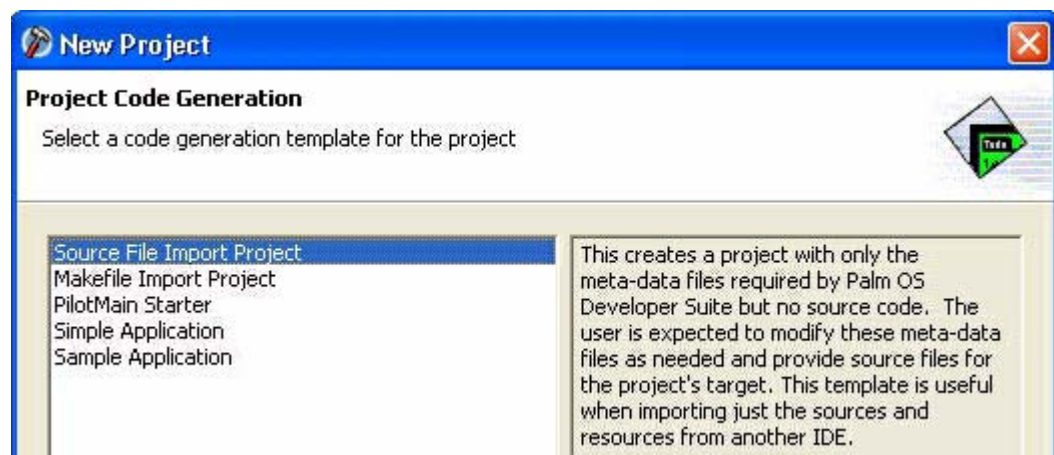 New Project
Project Code Generation
Select a code generation template for the project
Todo
Source File Import Project
Makefile Import Project
PilotMain Starter
Simple Application
Sample Application
This creates a project with only the
meta-data files required by Palm OS
Developer Suite but no source code. The
user is expected to modify these meta-data
files as needed and provide source files for
the project's target. This template is useful
when importing just the sources and
resources from another IDE.